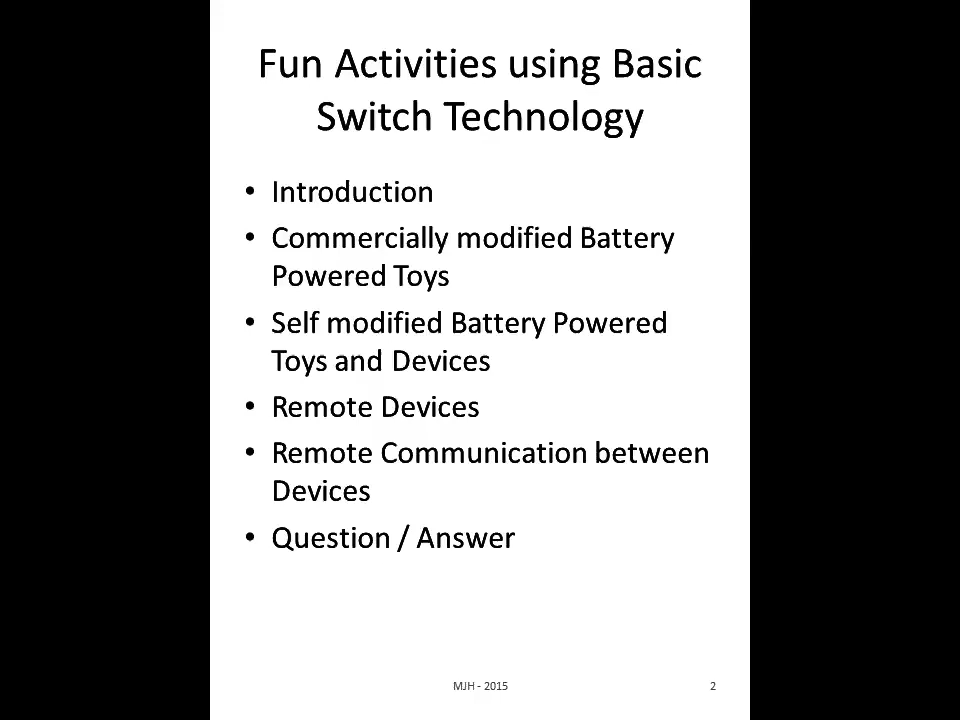 Fun Activities using Basic
Switch Technology
• Introduction
• Commercially modified Battery
Powered Toys
• Self modified Battery Powered
Toys and Devices
• Remote Devices
• Remote Communication between
Devices
• Question / Answer
MJH - 2015
2